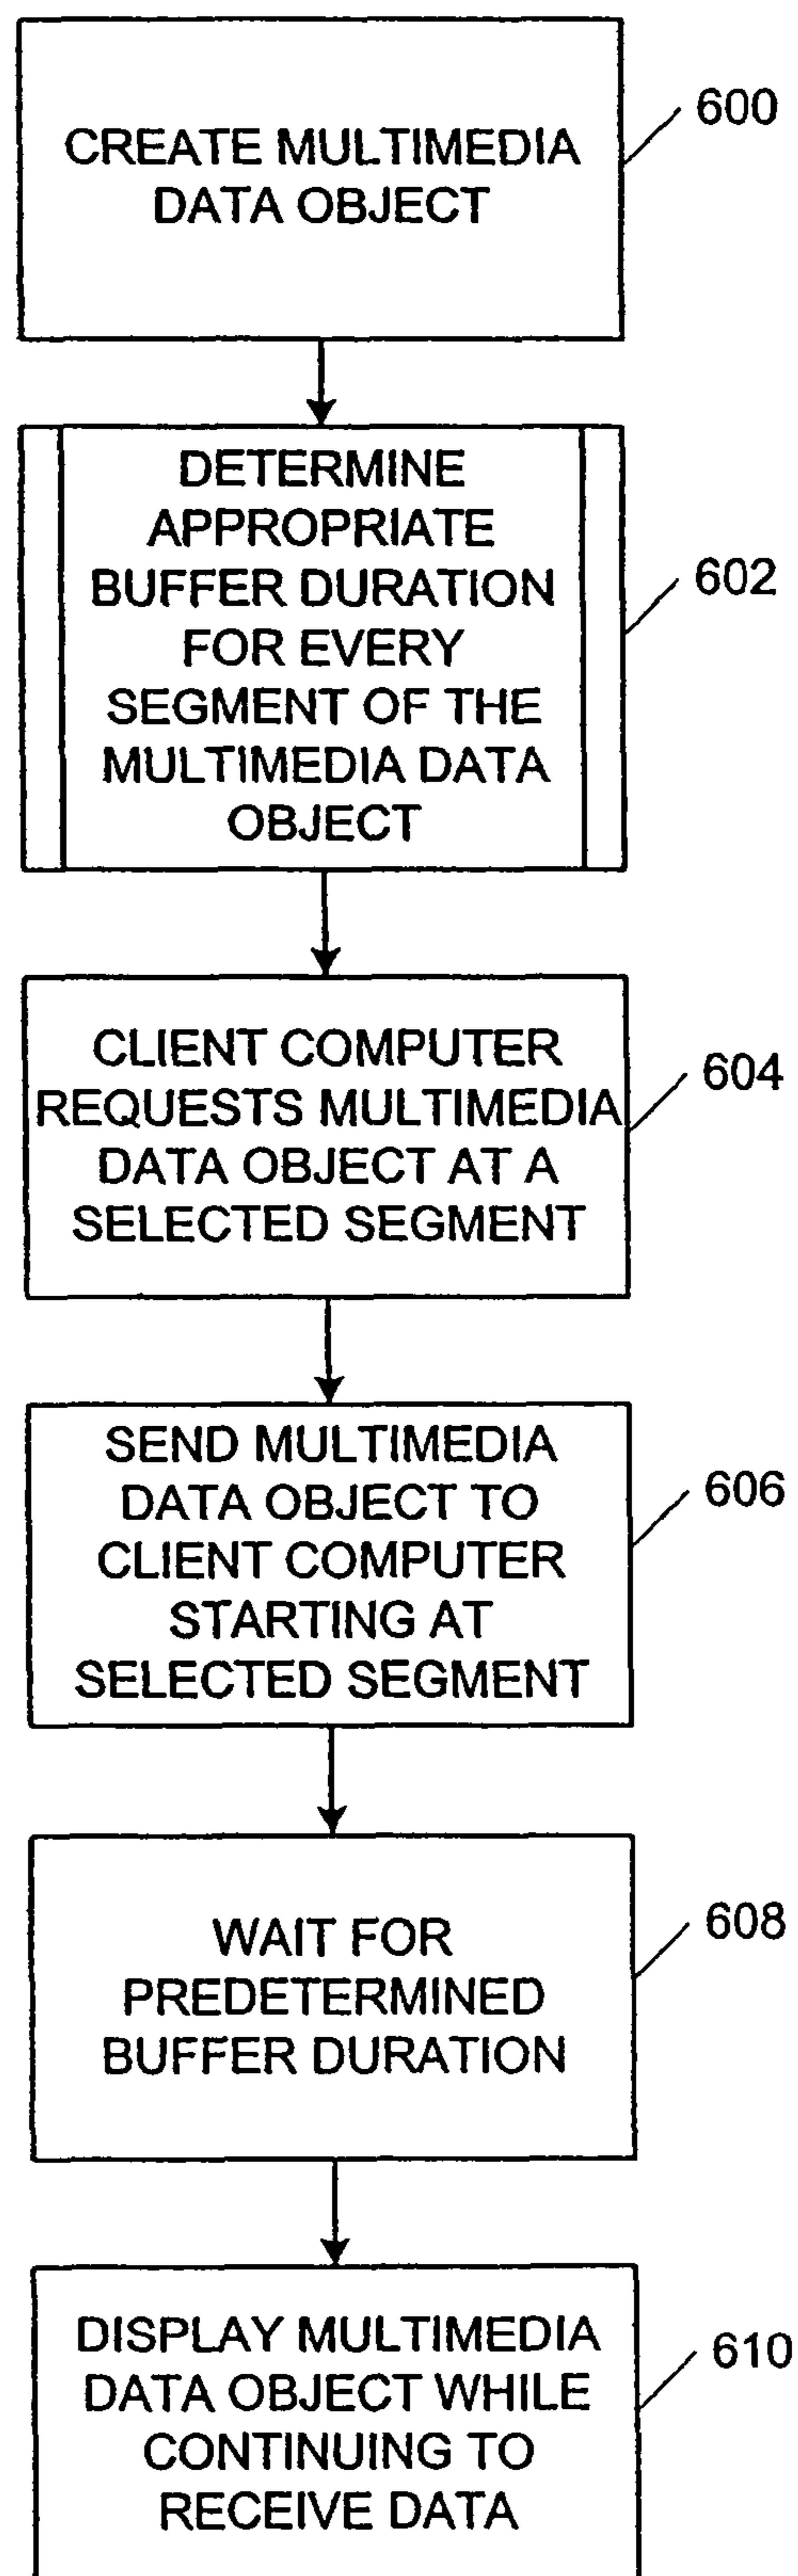 CREATE MULTIMEDIA
DATA OBJECT
600
DETERMINE
APPROPRIATE
BUFFER DURATION
FOR EVERY
SEGMENT OF THE
MULTIMEDIA DATA
OBJECT
602
CLIENT COMPUTER
REQUESTS MULTIMEDIA
DATA OBJECT AT A
SELECTED SEGMENT
604
SEND MULTIMEDIA
DATA OBJECT TO
CLIENT COMPUTER
STARTING AT
SELECTED SEGMENT
606
WAIT FOR
PREDETERMINED
BUFFER DURATION
608
DISPLAY MULTIMEDIA
DATA OBJECT WHILE
CONTINUING TO
RECEIVE DATA
610